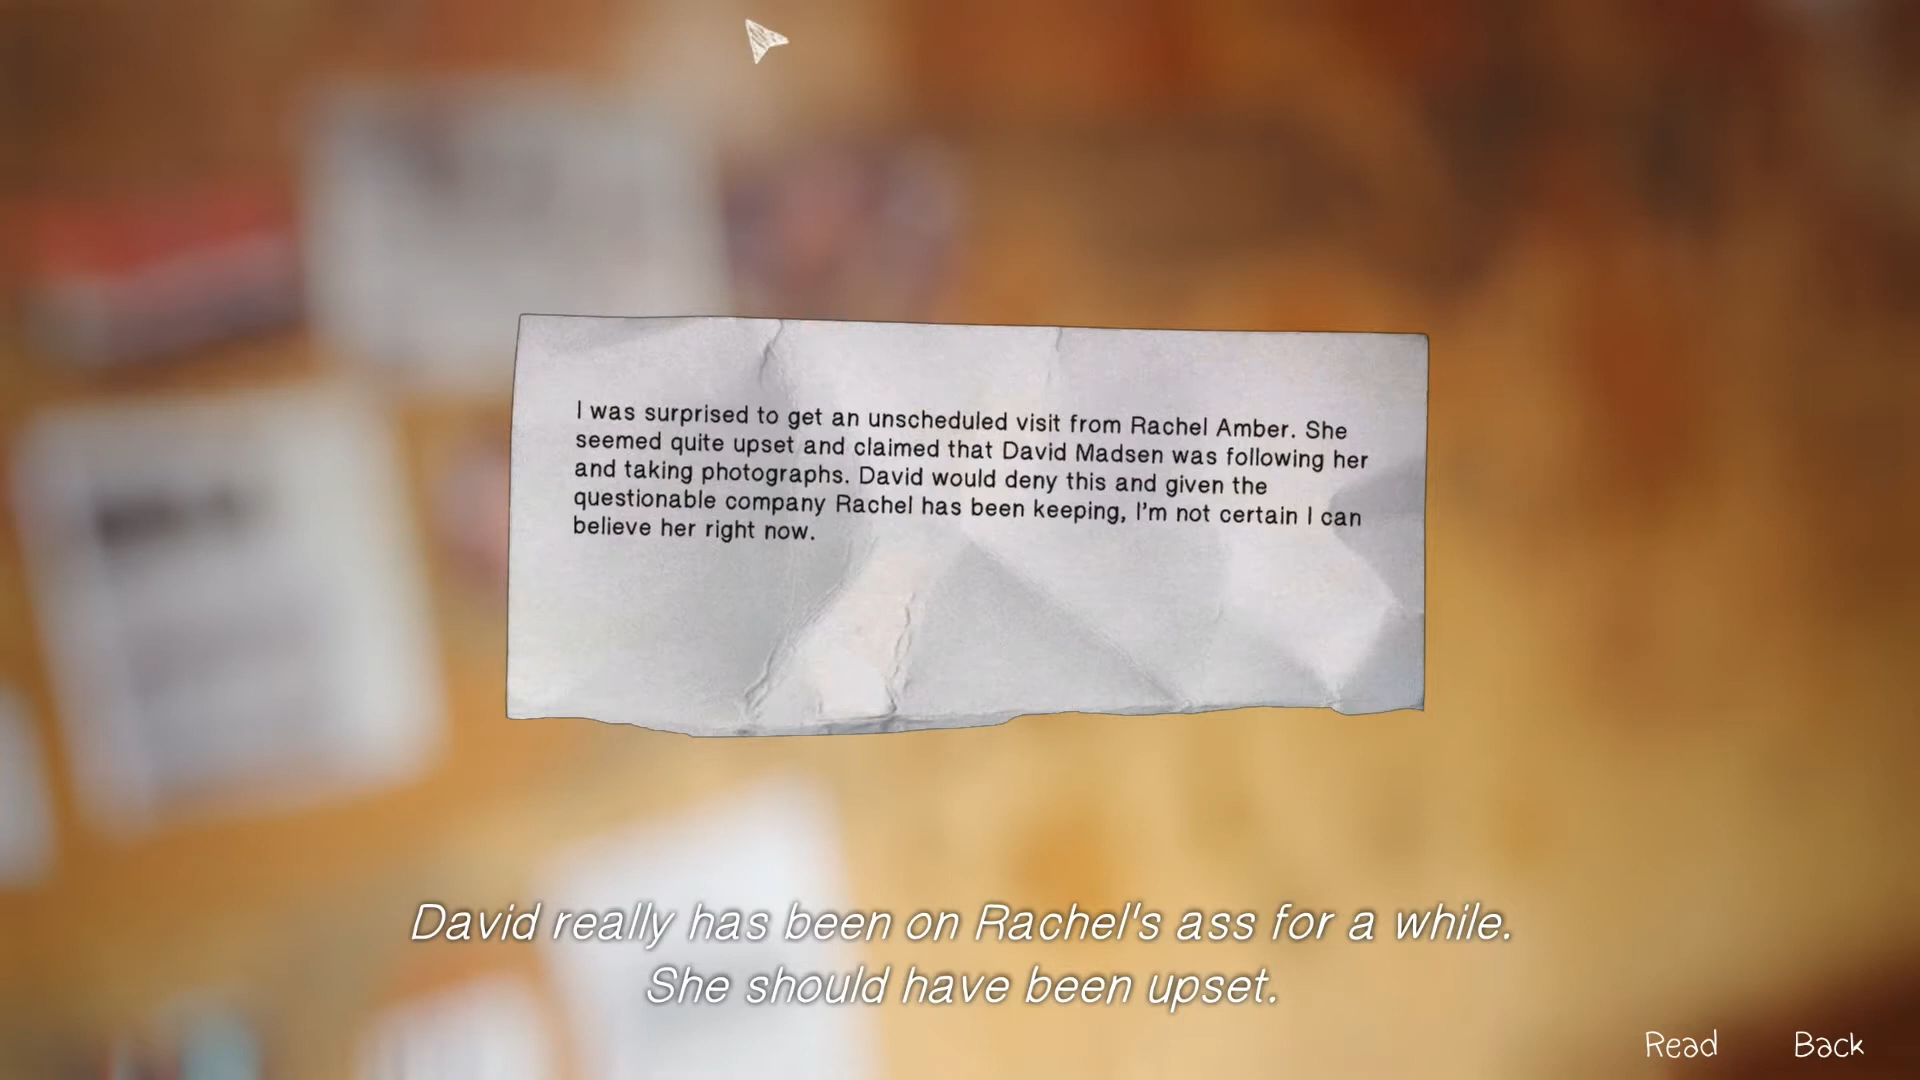 I was surprised to get an unscheduled visit from Rachel Amber. She
seemed quite upset and claimed that David Madsen was following her
and taking photographs. David would deny this and given the
questionable company Rachel has been keeping, I'm not certain I can
believe her right now.
David really has been on Rachel's ass for a while.
She should have been upset.
Read
Back